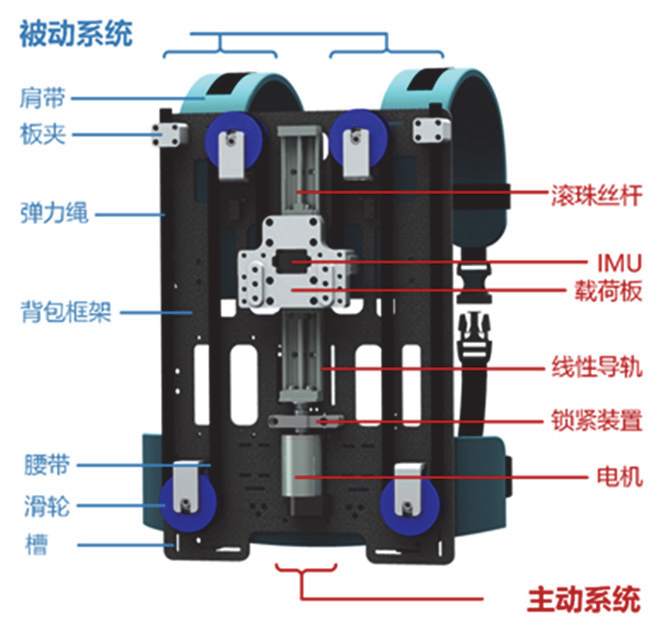 被动系统
肩带
板夹
弹力绳
背包框架
腰带
滑轮
槽
滚珠丝杆
IMU
载荷板
线性导轨
锁紧装置
电机
主动系统